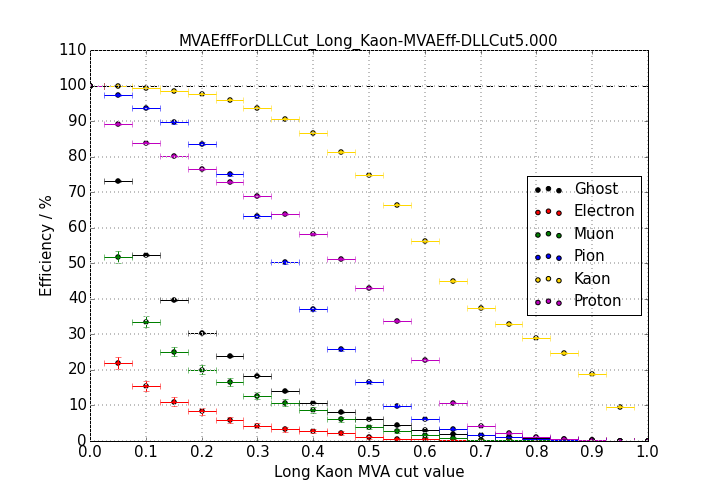 MVAEffForDLLCut_Long_Kaon-MVAEff-DLLCut5.000
110
100
90
80
70
60
50
40
30
20
10
0
Efficiency / %
Ghost
Electron
Muon
Pion
Kaon
Proton
0.0 0.1 0.2 0.3 0.4 0.5 0.6 0.7 0.8 0.9 1.0
Long Kaon MVA cut value